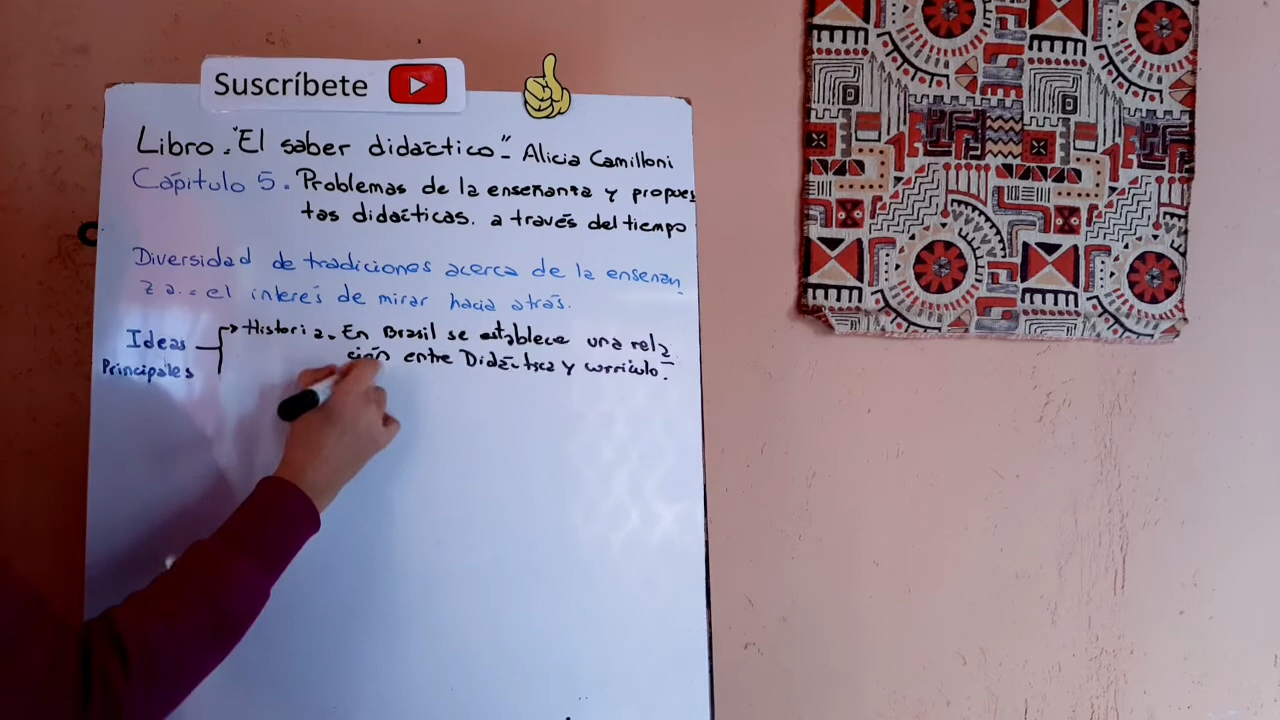 Suscríbete
Libro. "El saber didáctico" - Alicia Camilloni
Capítulo 5. Problemas de la enseñanza y propues
tas didácticas. a través del tiempo
Diversidad de tradiciones acerca de la enseñan_
za.= el interés de mirar hacia atrás.
Ideas
Principales
Historia. En Brasil se establece una rela_
ción entre Didáctica y currículo.